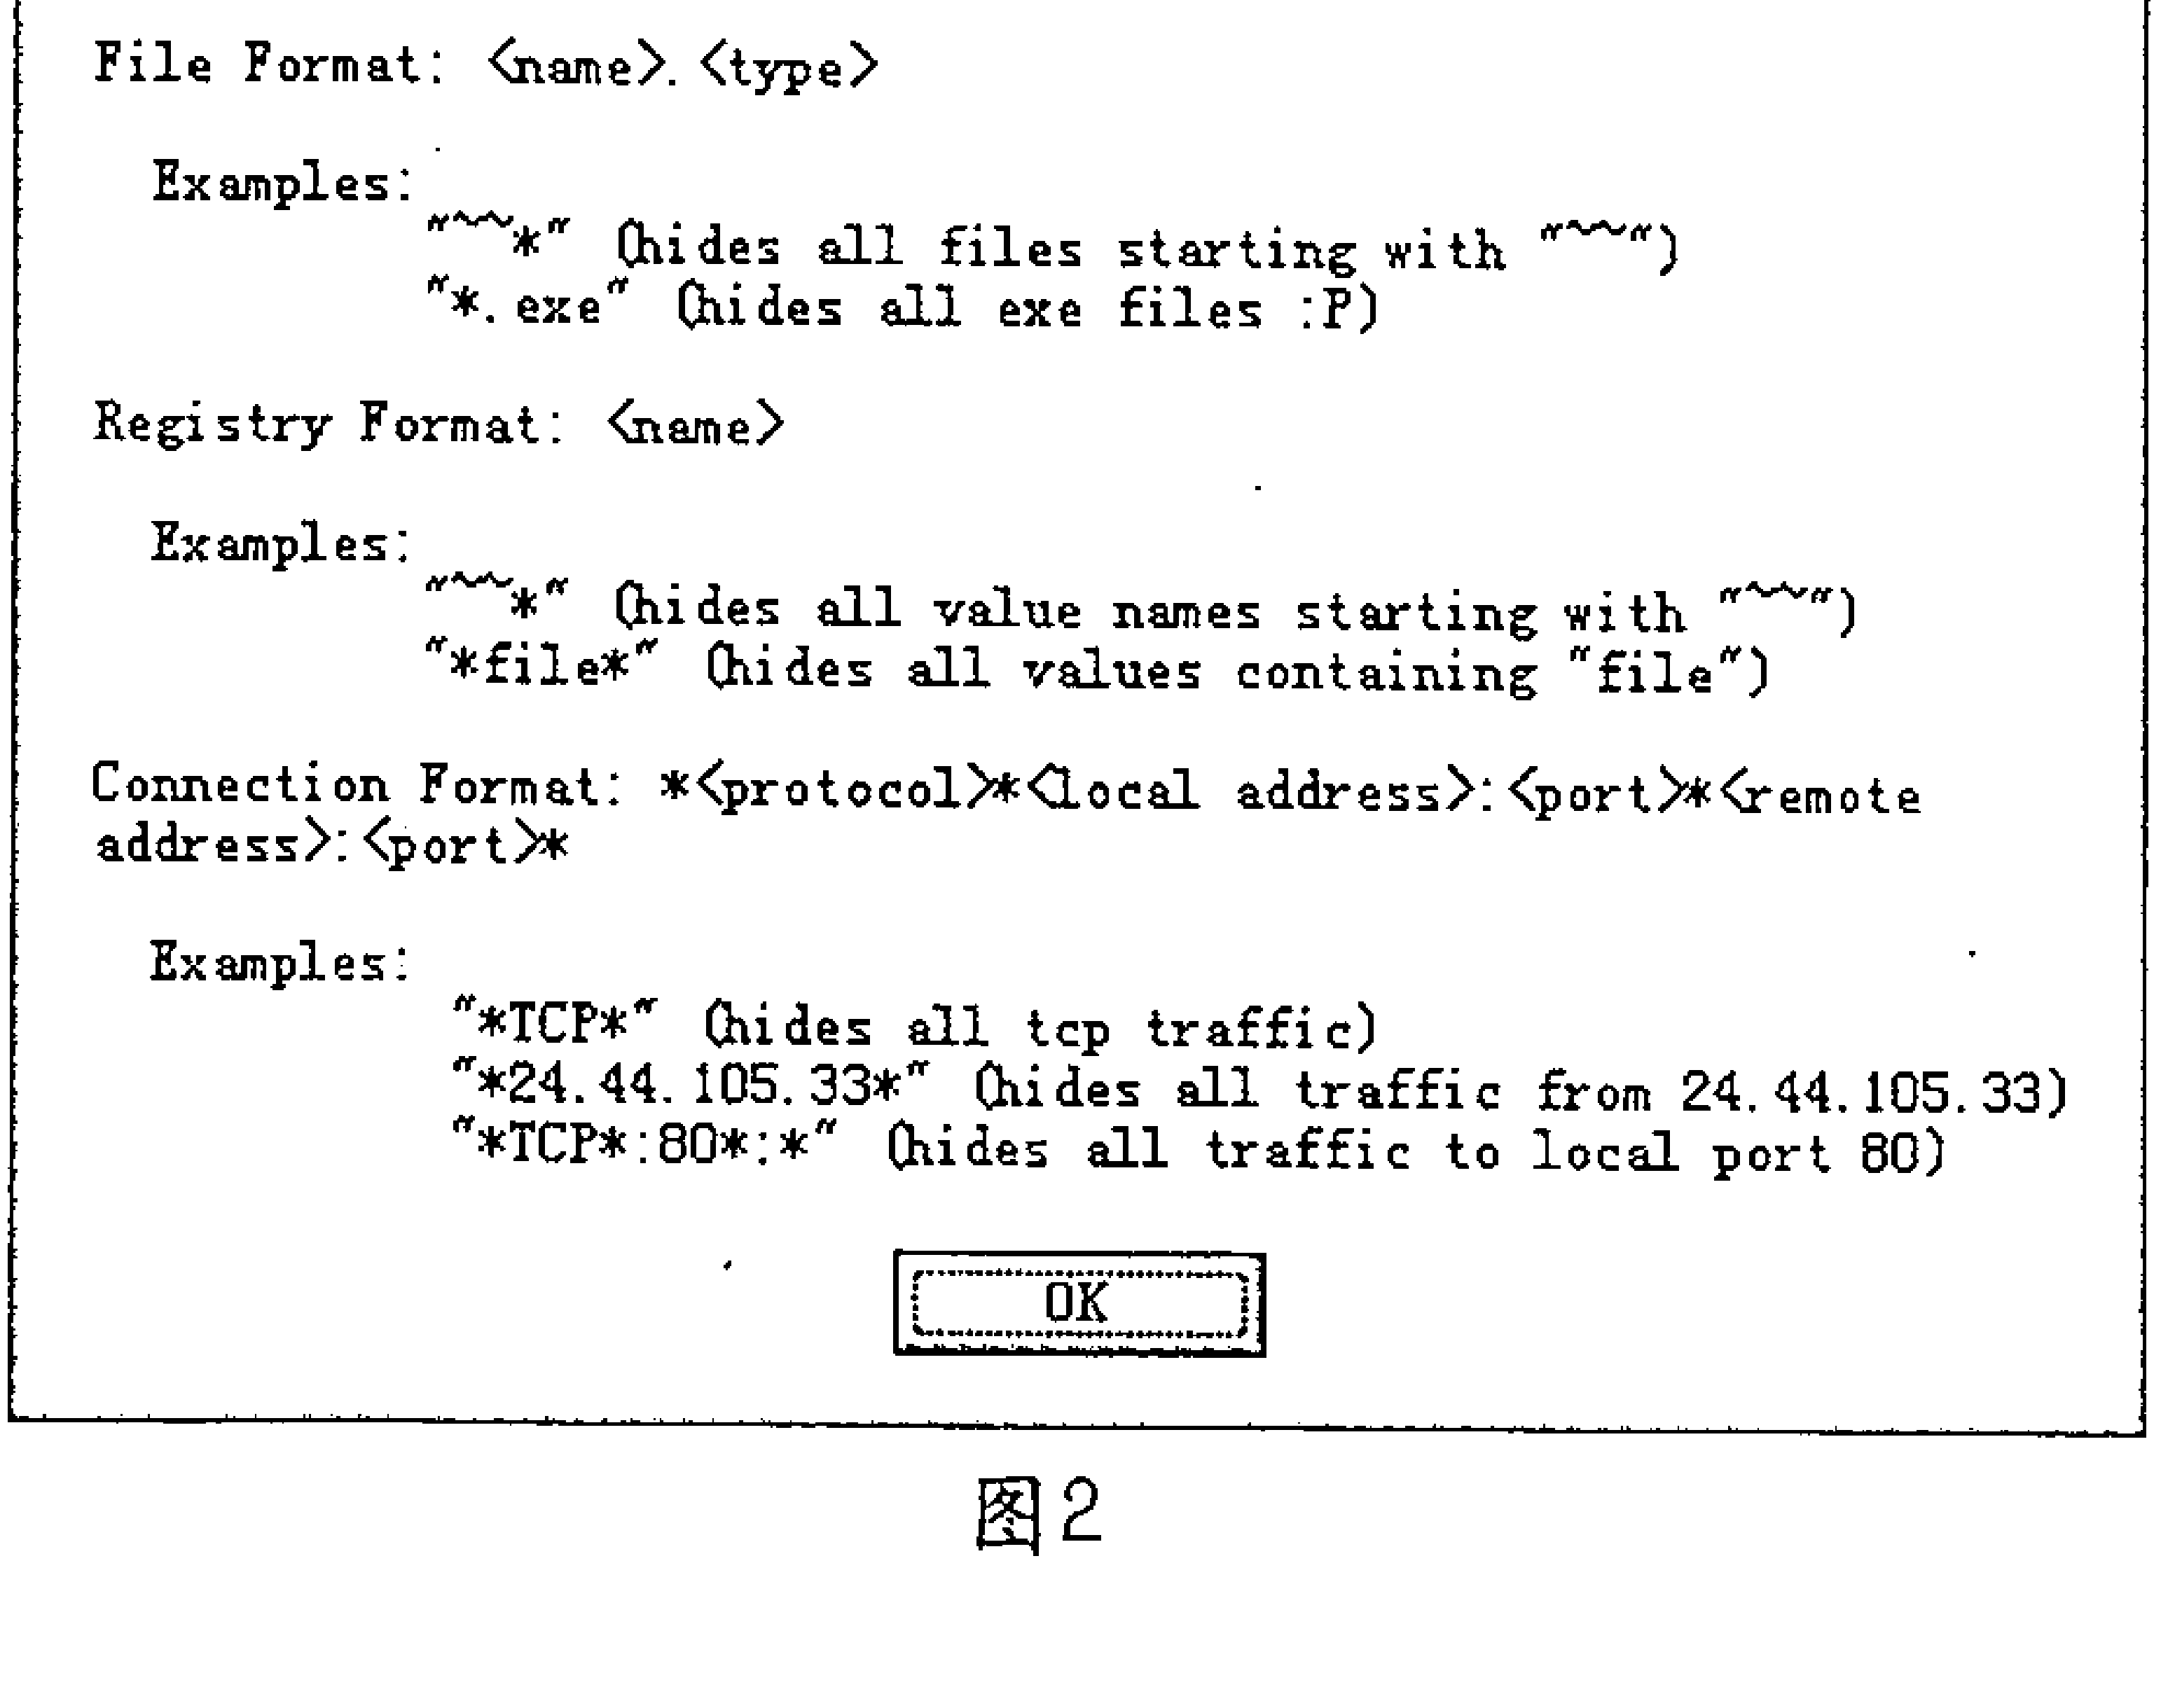 File Format: <name>.<type>
Examples:
"~~*" (hides all files starting with "~~")
"*.exe" (hides all exe files :P)
Registry Format: <name>
Examples:
"~~*" (hides all value names starting with "~~")
"*file*" (hides all values containing "file")
Connection Format: *<protocol>*<local address>:<port>*<remote
address>:<port>*
Examples:
"*TCP*" (hides all tcp traffic)
"*24.44.105.33*" (hides all traffic from 24.44.105.33)
"*TCP*:80*:*" (hides all traffic to local port 80)
OK
图2